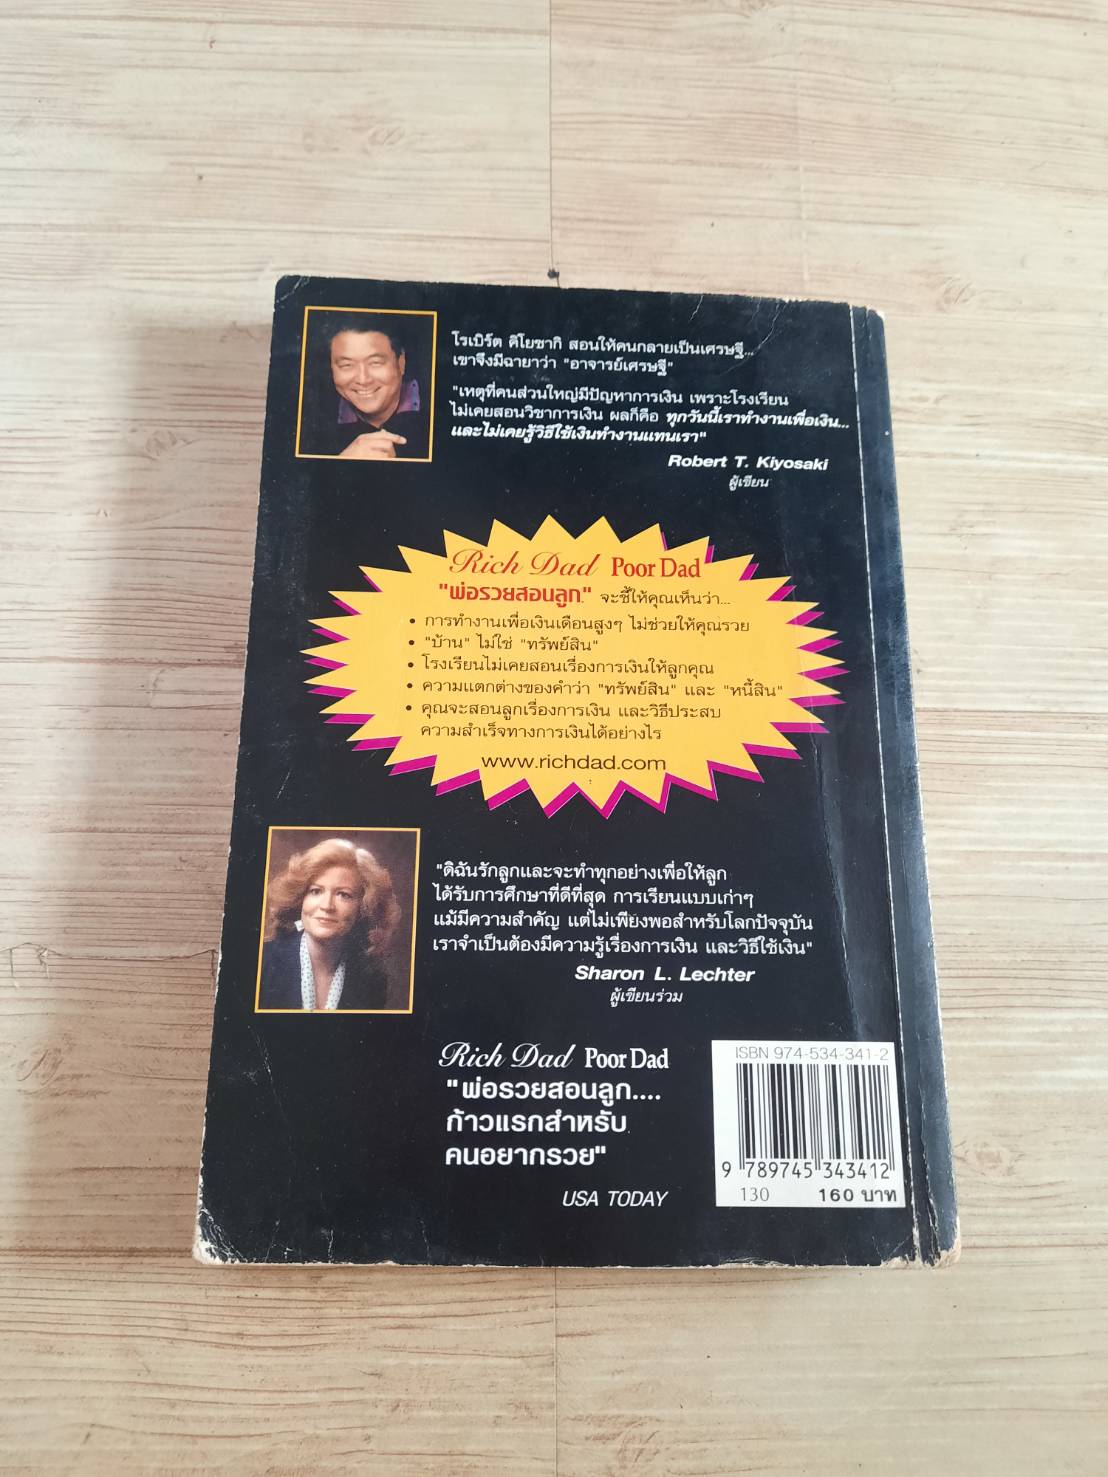 โรเบิร์ต คิโยซากิ สอนให้คนกลายเป็นเศรษฐี...
เขาจึงมีฉายาว่า "อาจารย์เศรษฐี"
"เหตุที่คนส่วนใหญ่มีปัญหาการเงิน เพราะโรงเรียน
ไม่เคยสอนวิชาการเงิน ผลก็คือ ทุกวันนี้เราทำงานเพื่อเงิน...
และไม่เคยรู้วิธีใช้เงินทำงานแทนเรา"
Robert T. Kiyosaki
ผู้เขียน
Rich Dad Poor Dad
"พ่อรวยสอนลูก" จะชี้ให้คุณเห็นว่า...
• การทำงานเพื่อเงินเดือนสูงๆ ไม่ช่วยให้คุณรวย
• "บ้าน" ไม่ใช่ "ทรัพย์สิน"
• โรงเรียนไม่เคยสอนเรื่องการเงินให้ลูกคุณ
• ความแตกต่างของคำว่า "ทรัพย์สิน" และ "หนี้สิน"
• คุณจะสอนลูกเรื่องการเงิน และวิธีประสบ
ความสำเร็จทางการเงินได้อย่างไร
www.richdad.com
"ดิฉันรักลูกและจะทำทุกอย่างเพื่อให้ลูก
ได้รับการศึกษาที่ดีที่สุด การเรียนแบบเก่าๆ
แม้มีความสำคัญ แต่ไม่เพียงพอสำหรับโลกปัจจุบัน
เราจำเป็นต้องมีความรู้เรื่องการเงิน และวิธีใช้เงิน"
Sharon L. Lechter
ผู้เขียนร่วม
Rich Dad Poor Dad
"พ่อรวยสอนลูก....
ก้าวแรกสำหรับ
คนอยากรวย"
USA TODAY
ISBN 974-534-341-2
9 789745 343412
130 160 บาท